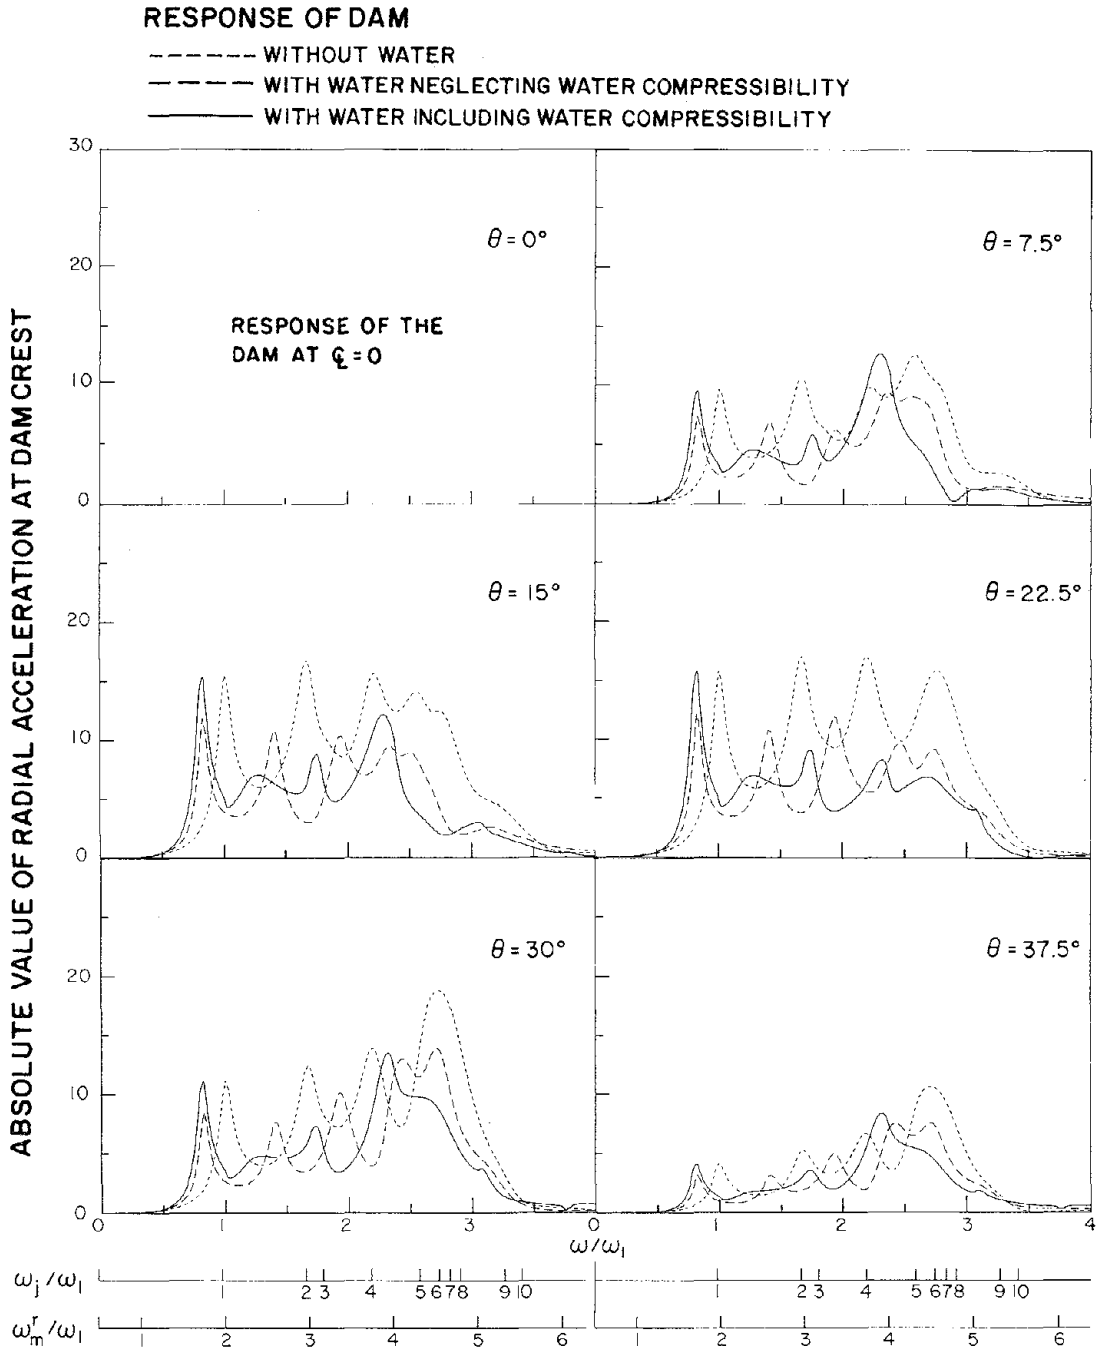 RESPONSE OF DAM
WITHOUT WATER
WITH WATER NEGLECTING WATER COMPRESSIBILITY
WITH WATER INCLUDING WATER COMPRESSIBILITY
ABSOLUTE VALUE OF RADIAL ACCELERATION AT DAM CREST
30
θ = 0°
θ = 7.5°
20
RESPONSE OF THE
DAM AT ℄ = 0
10
0
θ = 15°
θ = 22.5°
20
10
0
θ = 30°
θ = 37.5°
20
10
0
0 1 2 3 0 1 2 3 4
ω/ω₁
ωⱼ/ω₁ 1 2 3 4 5 6 7 8 9 10 1 2 3 4 5 6 7 8 9 10
ωₘʳ/ω₁ 1 2 3 4 5 6 1 2 3 4 5 6